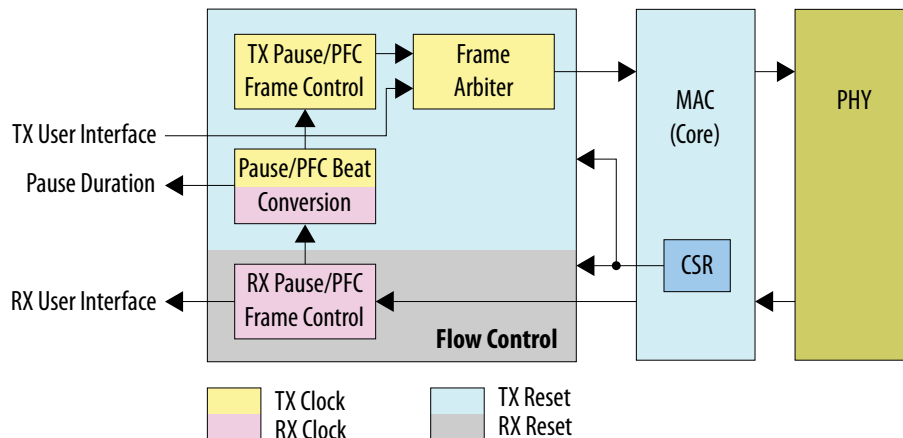 TX Pause/PFC
Frame Control
Frame
Arbiter
MAC
(Core)
PHY
TX User Interface
Pause Duration
Pause/PFC Beat
Conversion
CSR
RX User Interface
RX Pause/PFC
Frame Control
Flow Control
TX Clock
RX Clock
TX Reset
RX Reset